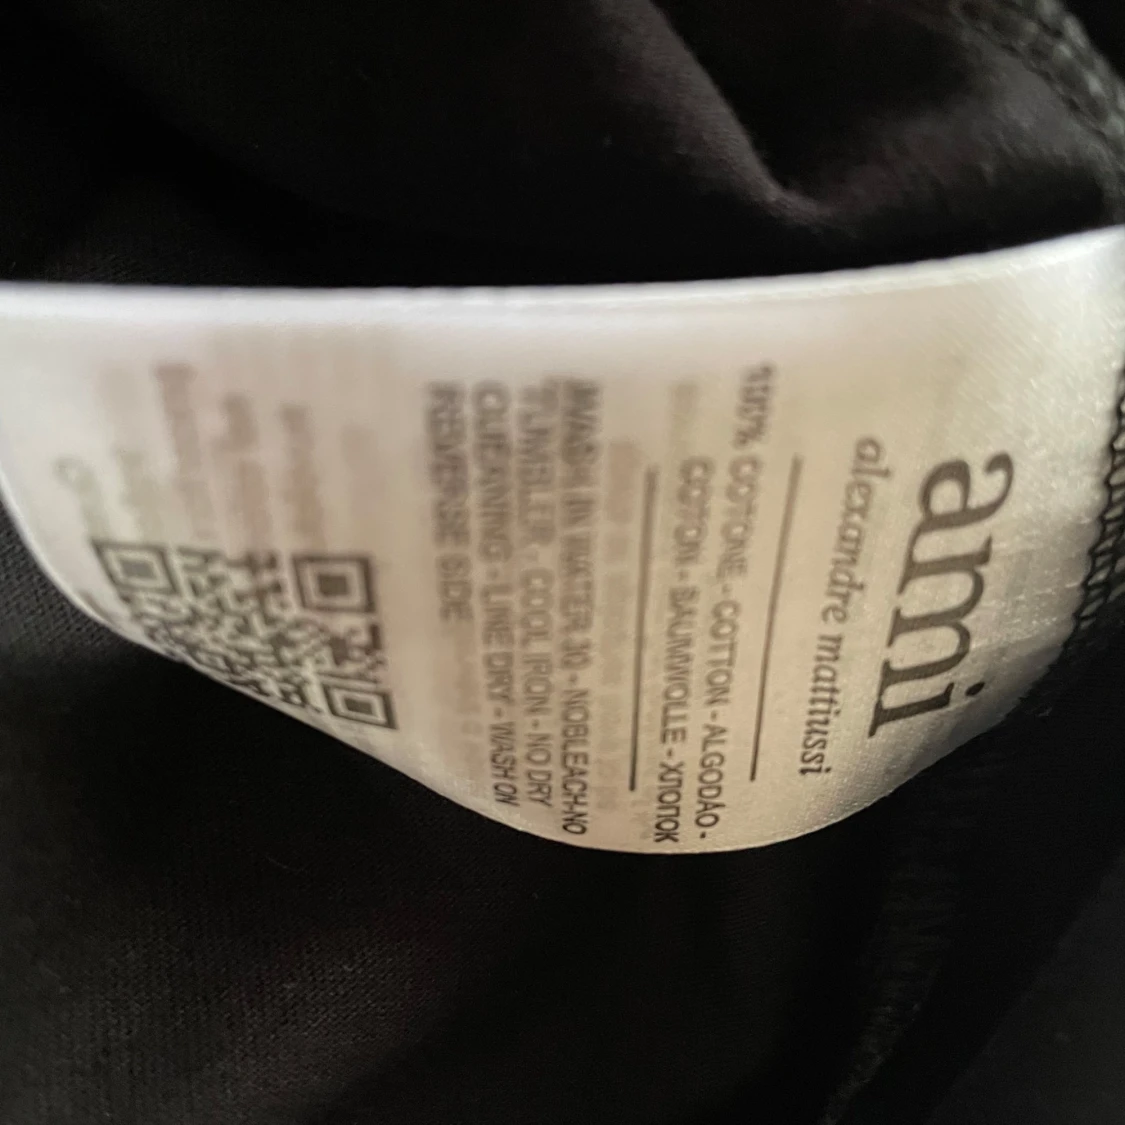 ami
alexandre mattiussi
100% COTONE - COTTON - ALGODÃO -
COTON - BAUMWOLLE - ХЛОПОК
WASH IN WATER 30 - NO BLEACH-NO
TUMBLER - COOL IRON - NO DRY
CLEANING - LINE DRY - WASH ON
REVERSE SIDE